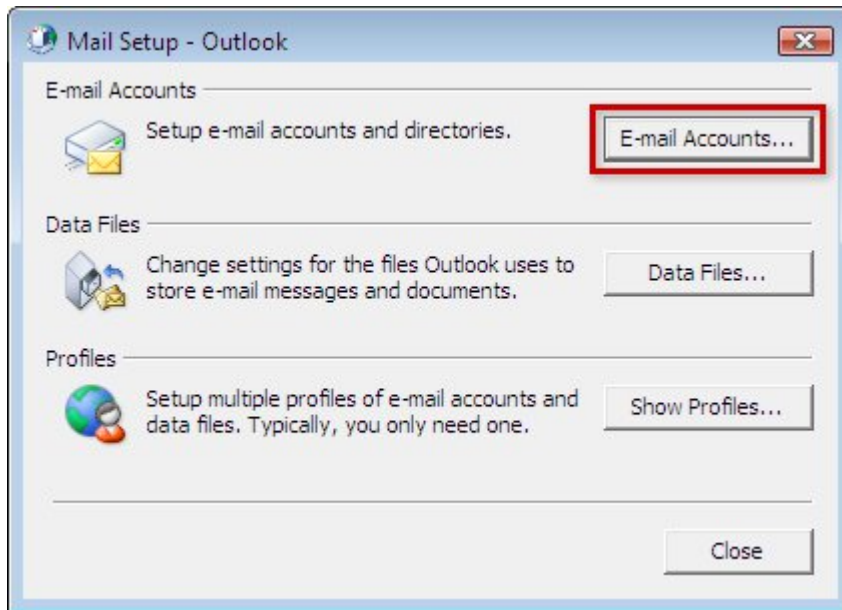 Mail Setup - Outlook
E-mail Accounts
Setup e-mail accounts and directories.
E-mail Accounts...
Data Files
Change settings for the files Outlook uses to
store e-mail messages and documents.
Data Files...
Profiles
Setup multiple profiles of e-mail accounts and
data files. Typically, you only need one.
Show Profiles...
Close